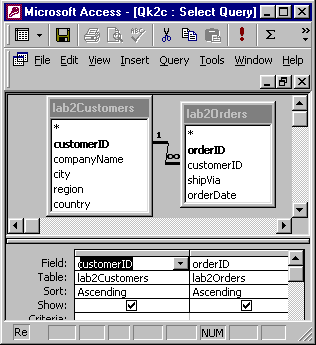 Microsoft Access - [Qk2c : Select Query]
File Edit View Insert Query Tools Window Help
lab2Customers
*
customerID
companyName
city
region
country
1
∞
lab2Orders
*
orderID
customerID
shipVia
orderDate
Field: customerID orderID
Table: lab2Customers lab2Orders
Sort: Ascending Ascending
Show:
Criteria:
Re NUM